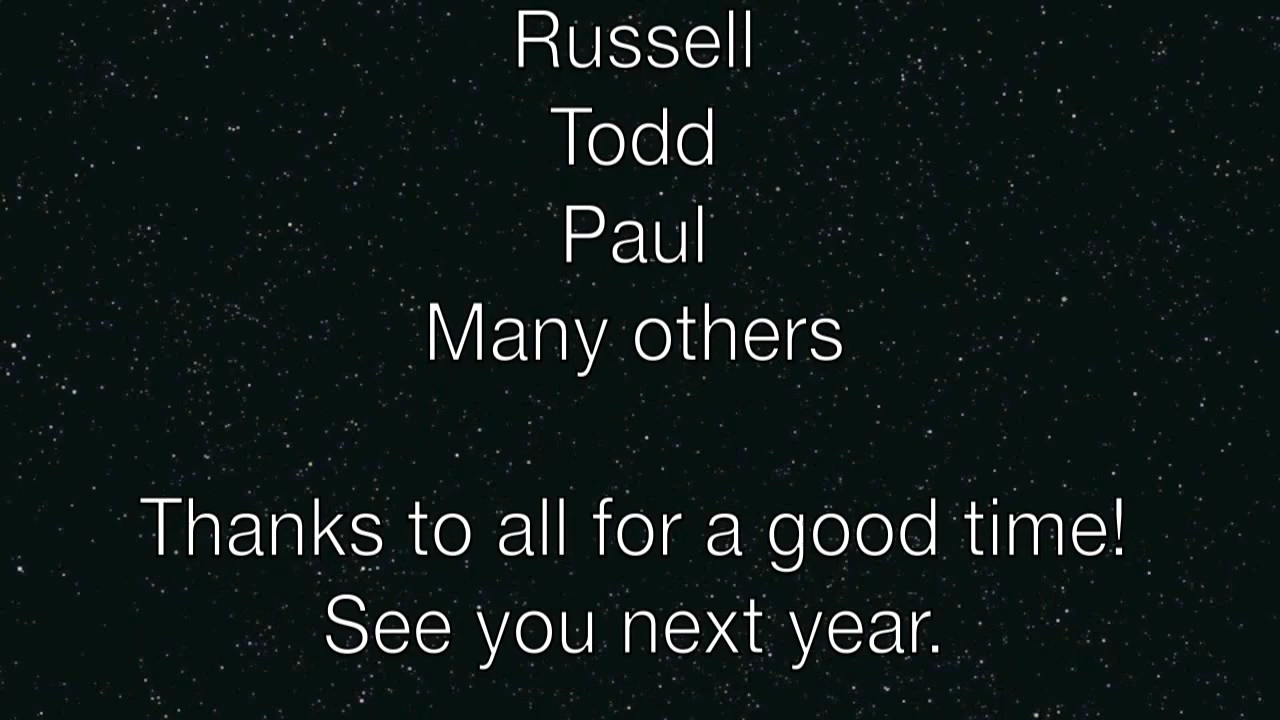 Russell
Todd
Paul
Many others
Thanks to all for a good time!
See you next year.